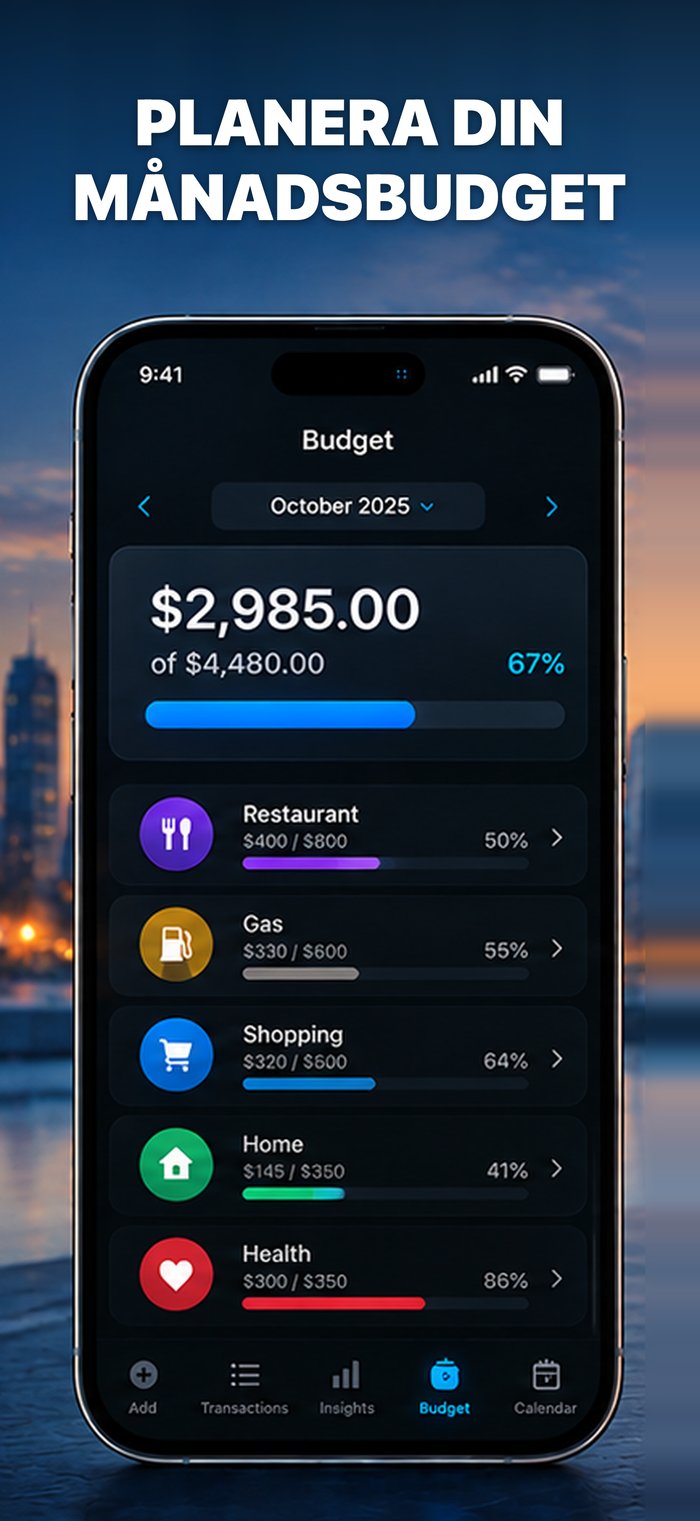 PLANERA DIN
MÅNADSBUDGET
9:41
Budget
October 2025
$2,985.00
of $4,480.00
67%
Restaurant
$400 / $800
50%
Gas
$330 / $600
55%
Shopping
$320 / $600
64%
Home
$145 / $350
41%
Health
$300 / $350
86%
Add
Transactions
Insights
Budget
Calendar